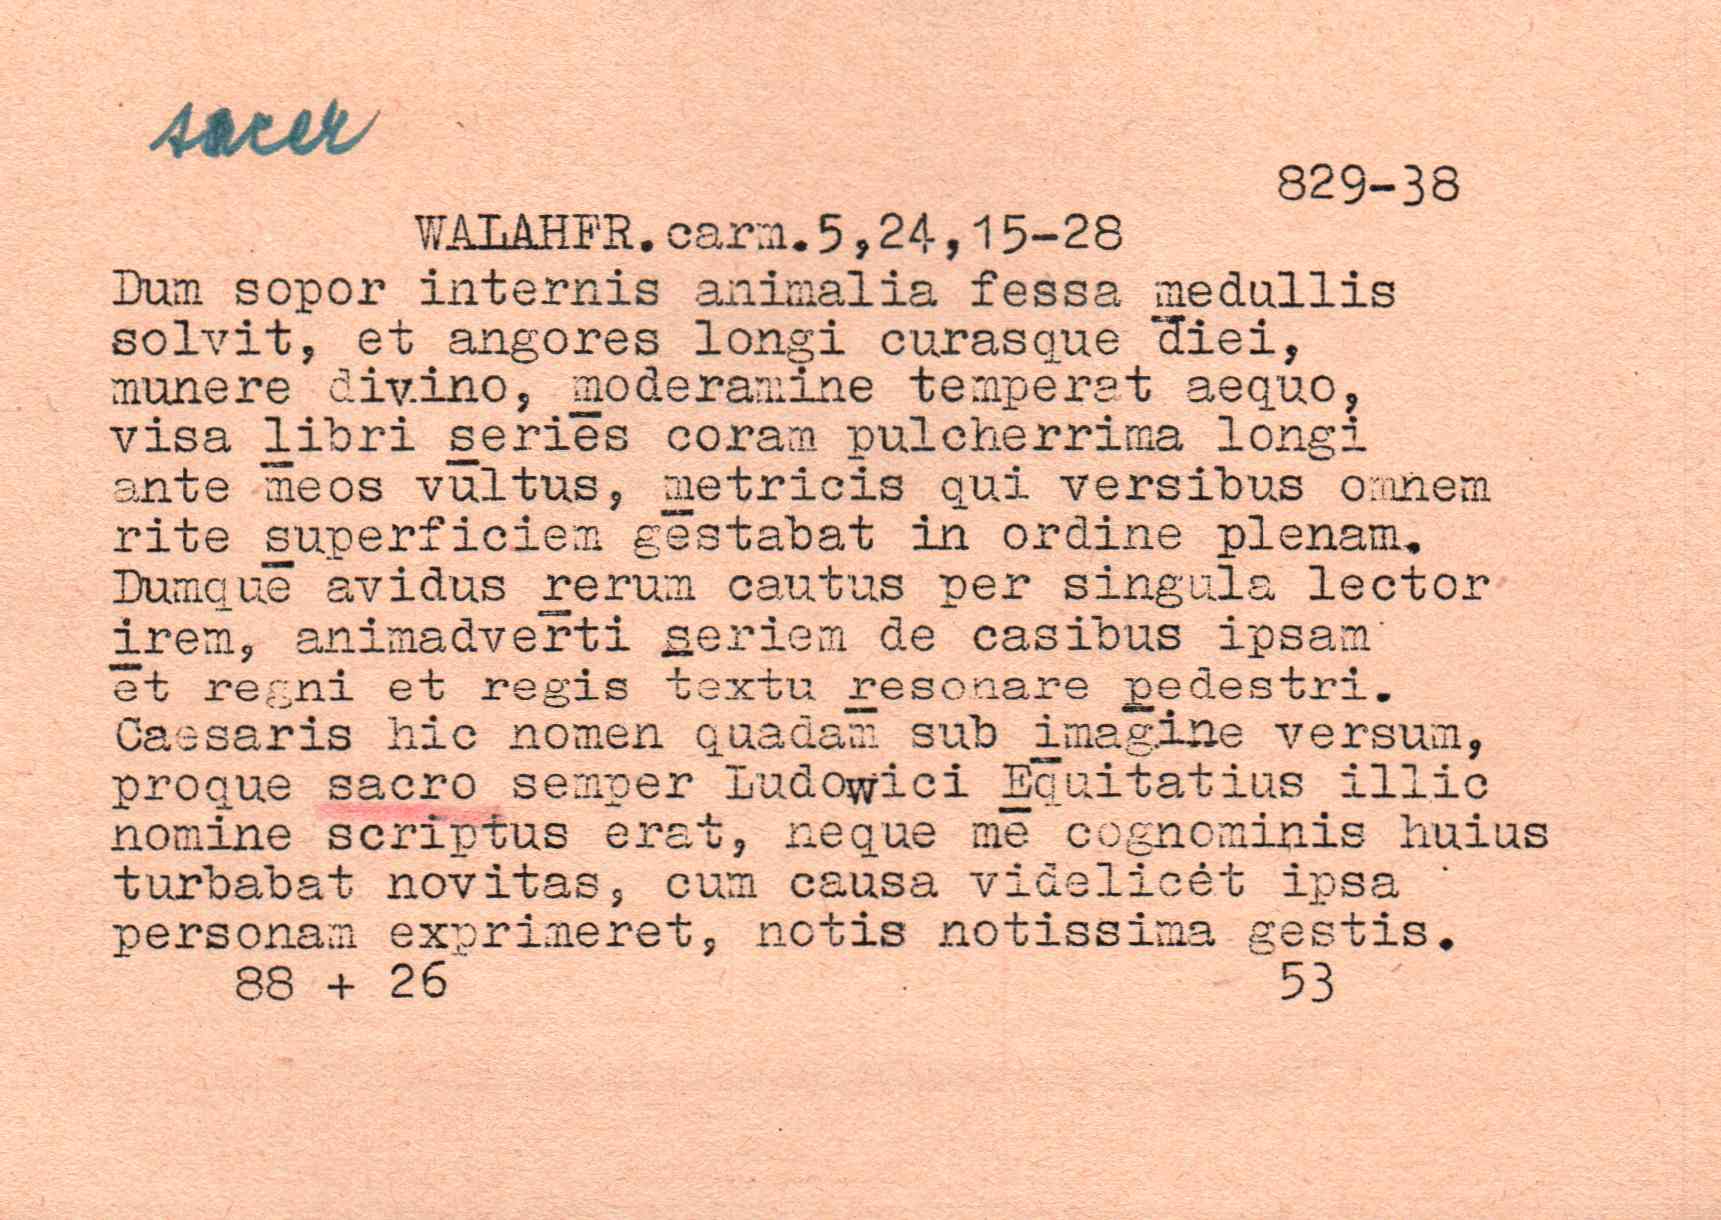 sacer
829-38
WALAHFR.carm.5,24,15-28
Dum sopor internis animalia fessa medullis
solvit, et angores longi curasque diei,
munere divino, moderamine temperat aequo,
visa libri series coram pulcherrima longi
ante meos vultus, metricis qui versibus omnem
rite superficiem gestabat in ordine plenam.
Dumque avidus rerum cautus per singula lector
irem, animadverti seriem de casibus ipsam
et regni et regis textu resonare pedestri.
Caesaris hic nomen quadam sub imagine versum,
proque sacro semper Ludowici Equitatius illic
nomine scriptus erat, neque me cognominis huius
turbabat novitas, cum causa videlicet ipsa
personam exprimeret, notis notissima gestis.
88 + 26 53